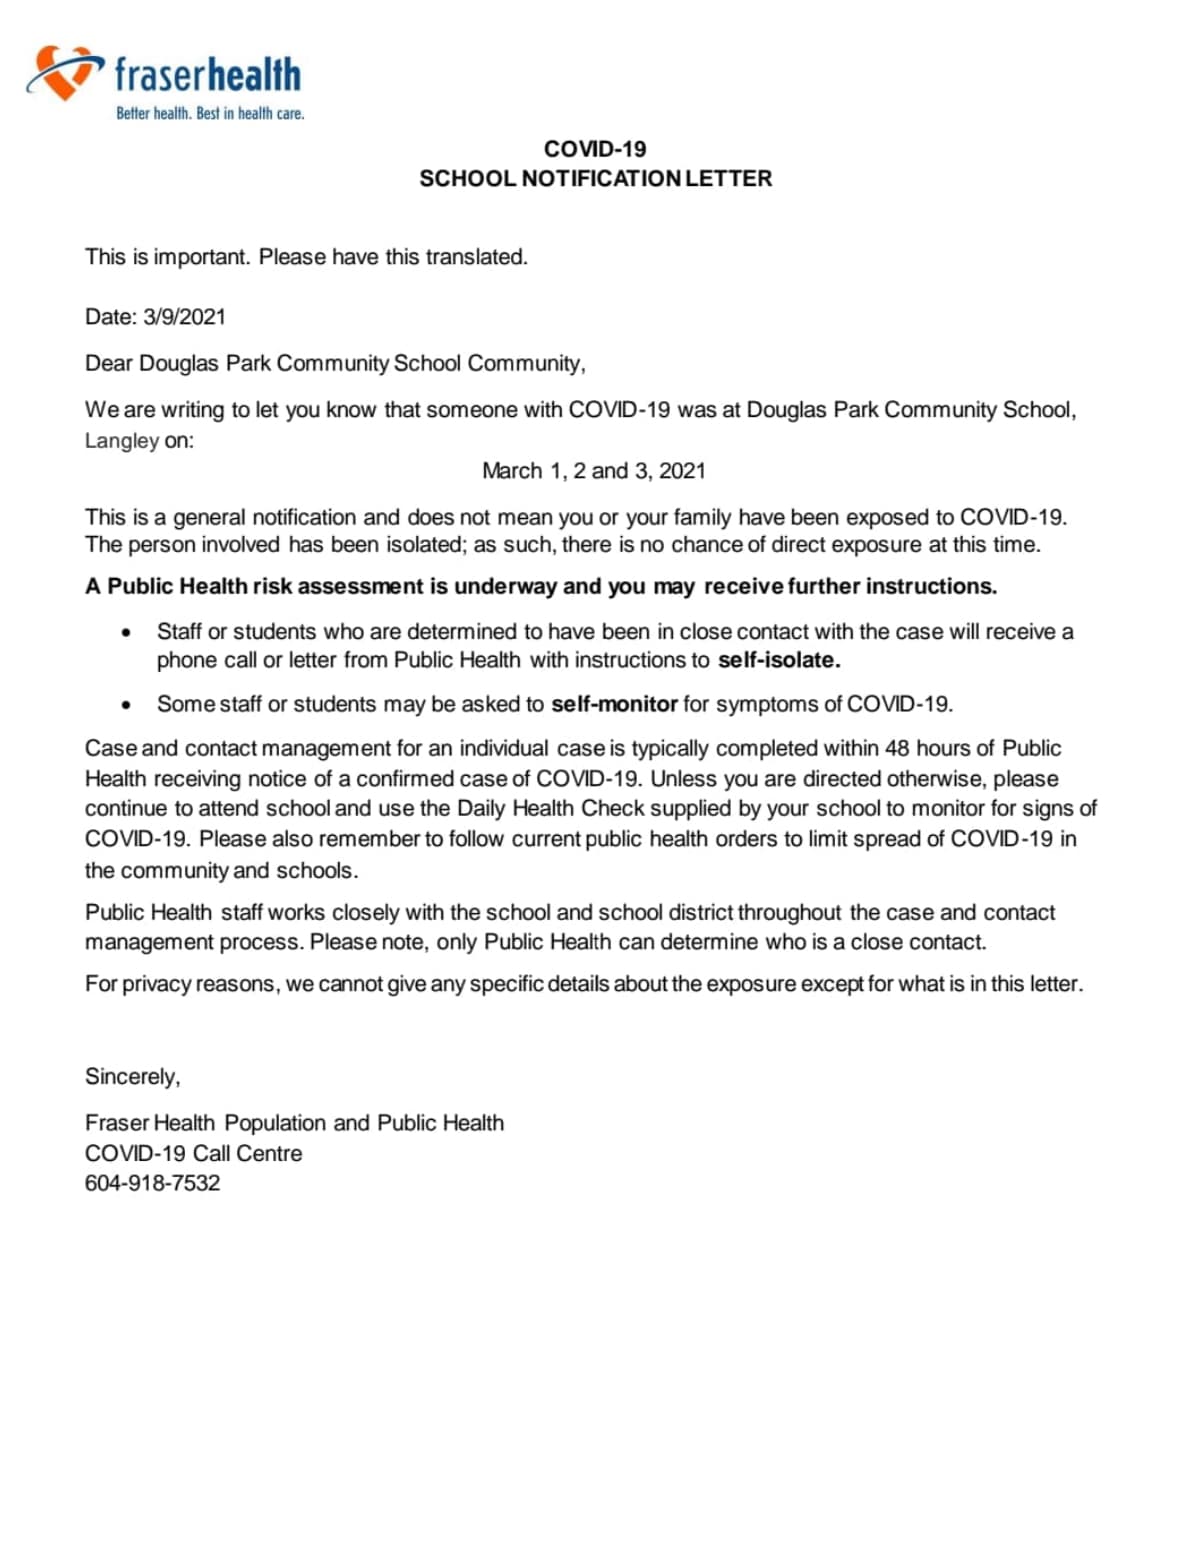 fraserhealth
Better health. Best in health care.
COVID-19
SCHOOL NOTIFICATION LETTER
This is important. Please have this translated.
Date: 3/9/2021
Dear Douglas Park Community School Community,
We are writing to let you know that someone with COVID-19 was at Douglas Park Community School,
Langley on:
March 1, 2 and 3, 2021
This is a general notification and does not mean you or your family have been exposed to COVID-19.
The person involved has been isolated; as such, there is no chance of direct exposure at this time.
A Public Health risk assessment is underway and you may receive further instructions.
• Staff or students who are determined to have been in close contact with the case will receive a
phone call or letter from Public Health with instructions to self-isolate.
• Some staff or students may be asked to self-monitor for symptoms of COVID-19.
Case and contact management for an individual case is typically completed within 48 hours of Public
Health receiving notice of a confirmed case of COVID-19. Unless you are directed otherwise, please
continue to attend school and use the Daily Health Check supplied by your school to monitor for signs of
COVID-19. Please also remember to follow current public health orders to limit spread of COVID-19 in
the community and schools.
Public Health staff works closely with the school and school district throughout the case and contact
management process. Please note, only Public Health can determine who is a close contact.
For privacy reasons, we cannot give any specific details about the exposure except for what is in this letter.
Sincerely,
Fraser Health Population and Public Health
COVID-19 Call Centre
604-918-7532